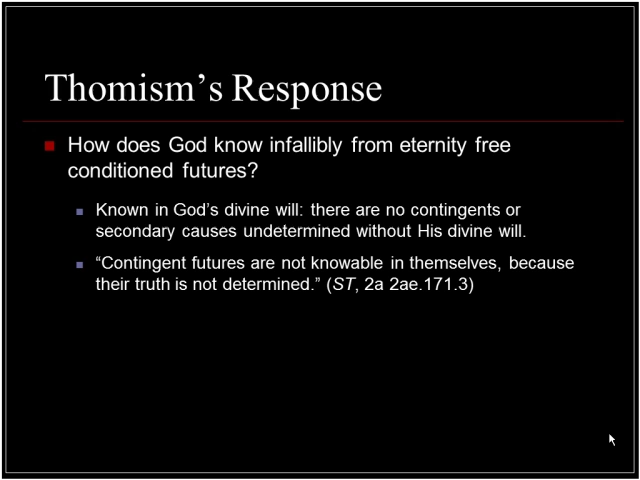 Thomism’s Response
How does God know infallibly from eternity free
conditioned futures?
Known in God’s divine will: there are no contingents or
secondary causes undetermined without His divine will.
“Contingent futures are not knowable in themselves, because
their truth is not determined.” (ST, 2a 2ae.171.3)